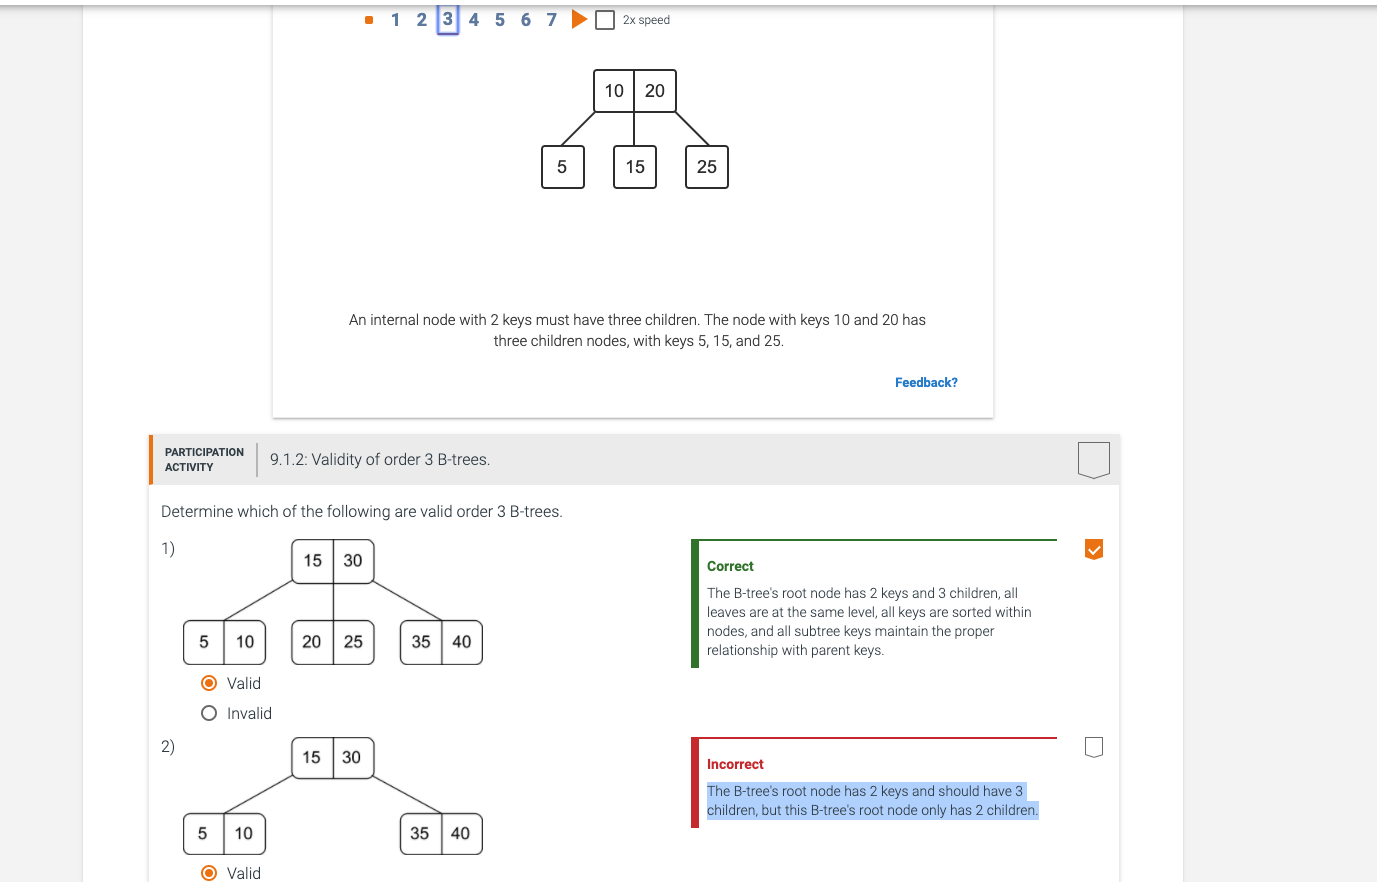 1 2 3 4 5 6 7 2x speed
10 20
5 15 25
An internal node with 2 keys must have three children. The node with keys 10 and 20 has
three children nodes, with keys 5, 15, and 25.
Feedback?
PARTICIPATION
ACTIVITY
9.1.2: Validity of order 3 B-trees.
Determine which of the following are valid order 3 B-trees.
1)
15 30
5 10 20 25 35 40
Valid
Invalid
Correct
The B-tree's root node has 2 keys and 3 children, all
leaves are at the same level, all keys are sorted within
nodes, and all subtree keys maintain the proper
relationship with parent keys.
2)
15 30
5 10 35 40
Valid
Incorrect
The B-tree's root node has 2 keys and should have 3
children, but this B-tree's root node only has 2 children.